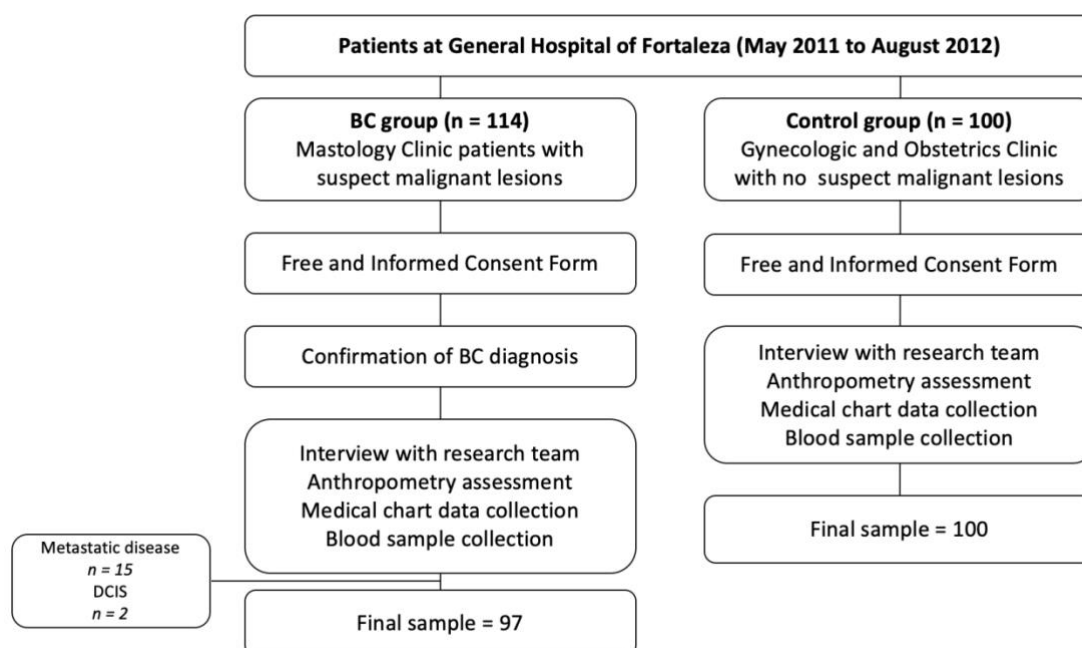 Patients at General Hospital of Fortaleza (May 2011 to August 2012)
BC group (n = 114)
Mastology Clinic patients with
suspect malignant lesions
Control group (n = 100)
Gynecologic and Obstetrics Clinic
with no suspect malignant lesions
Free and Informed Consent Form
Free and Informed Consent Form
Confirmation of BC diagnosis
Interview with research team
Anthropometry assessment
Medical chart data collection
Blood sample collection
Interview with research team
Anthropometry assessment
Medical chart data collection
Blood sample collection
Final sample = 100
Metastatic disease
n = 15
DCIS
n = 2
Final sample = 97